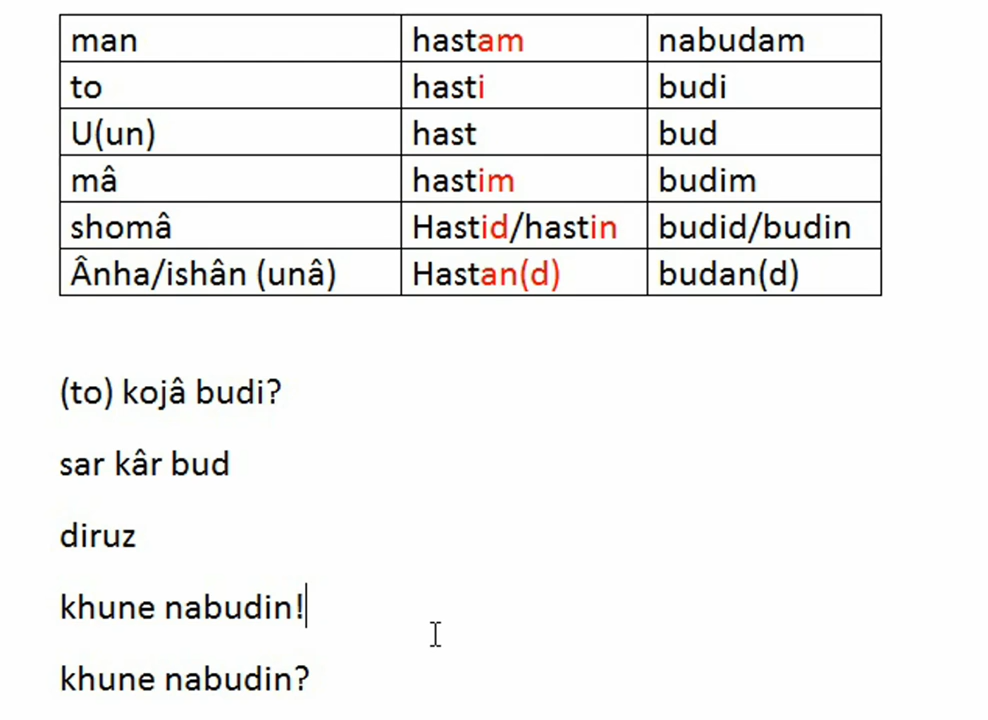 man hastam nabudam
to hasti budi
U(un) hast bud
mâ hastim budim
shomâ Hastid/hastin budid/budin
Ânha/ishân (unâ) Hastan(d) budan(d)
(to) kojâ budi?
sar kâr bud
diruz
khune nabudin!
khune nabudin?